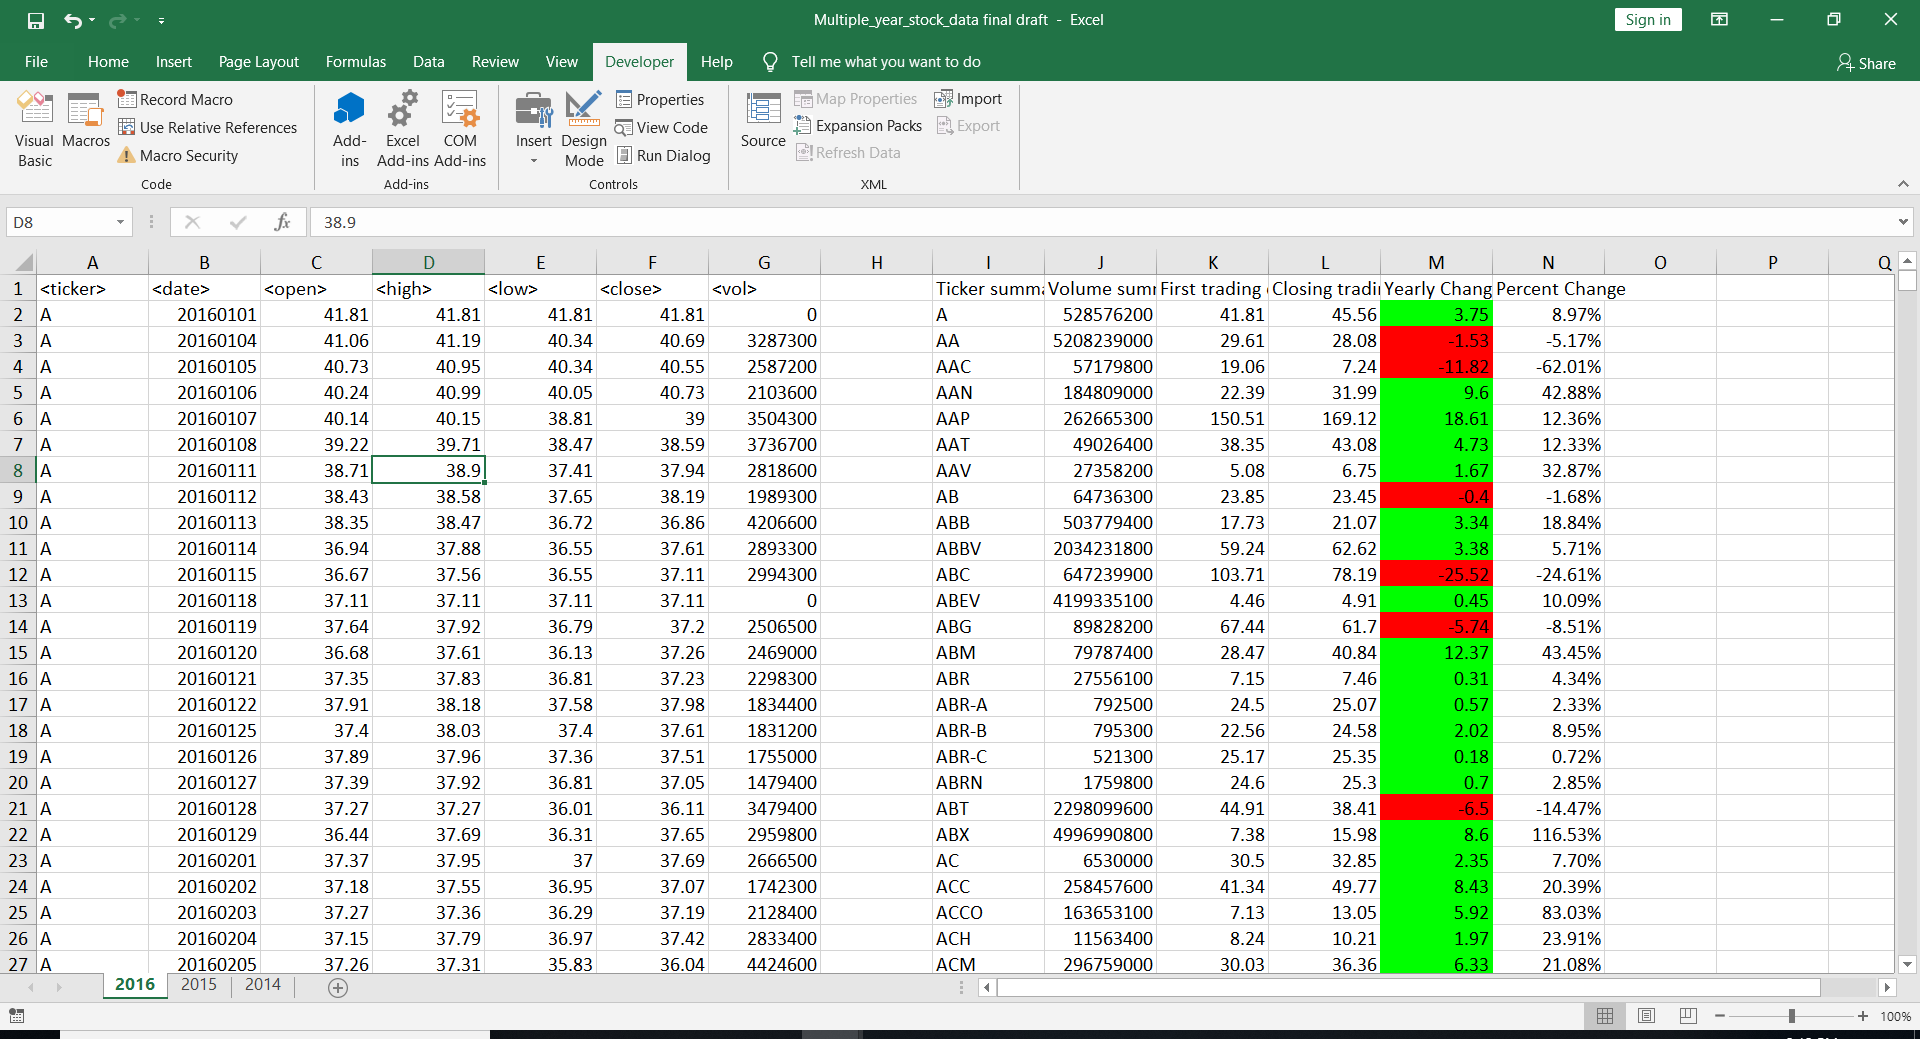 Multiple_year_stock_data final draft - Excel
Sign in
File Home Insert Page Layout Formulas Data Review View Developer Help Tell me what you want to do Share
Visual Basic
Macros
Record Macro
Use Relative References
Macro Security
Code
Add-ins
Excel Add-ins
COM Add-ins
Add-ins
Insert
Design Mode
Properties
View Code
Run Dialog
Controls
Source
Map Properties
Expansion Packs
Refresh Data
Import
Export
XML
D8 fx 38.9
A B C D E F G H I J K L M N O P Q
1 <ticker> <date> <open> <high> <low> <close> <vol> Ticker summa Volume sumr First trading Closing tradi Yearly Chang Percent Change
2 A 20160101 41.81 41.81 41.81 41.81 0 A 528576200 41.81 45.56 3.75 8.97%
3 A 20160104 41.06 41.19 40.34 40.69 3287300 AA 5208239000 29.61 28.08 -1.53 -5.17%
4 A 20160105 40.73 40.95 40.34 40.55 2587200 AAC 57179800 19.06 7.24 -11.82 -62.01%
5 A 20160106 40.24 40.99 40.05 40.73 2103600 AAN 184809000 22.39 31.99 9.6 42.88%
6 A 20160107 40.14 40.15 38.81 39 3504300 AAP 262665300 150.51 169.12 18.61 12.36%
7 A 20160108 39.22 39.71 38.47 38.59 3736700 AAT 49026400 38.35 43.08 4.73 12.33%
8 A 20160111 38.71 38.9 37.41 37.94 2818600 AAV 27358200 5.08 6.75 1.67 32.87%
9 A 20160112 38.43 38.58 37.65 38.19 1989300 AB 64736300 23.85 23.45 -0.4 -1.68%
10 A 20160113 38.35 38.47 36.72 36.86 4206600 ABB 503779400 17.73 21.07 3.34 18.84%
11 A 20160114 36.94 37.88 36.55 37.61 2893300 ABBV 2034231800 59.24 62.62 3.38 5.71%
12 A 20160115 36.67 37.56 36.55 37.11 2994300 ABC 647239900 103.71 78.19 -25.52 -24.61%
13 A 20160118 37.11 37.11 37.11 37.11 0 ABEV 4199335100 4.46 4.91 0.45 10.09%
14 A 20160119 37.64 37.92 36.79 37.2 2506500 ABG 89828200 67.44 61.7 -5.74 -8.51%
15 A 20160120 36.68 37.61 36.13 37.26 2469000 ABM 79787400 28.47 40.84 12.37 43.45%
16 A 20160121 37.35 37.83 36.81 37.23 2298300 ABR 27556100 7.15 7.46 0.31 4.34%
17 A 20160122 37.91 38.18 37.58 37.98 1834400 ABR-A 792500 24.5 25.07 0.57 2.33%
18 A 20160125 37.4 38.03 37.4 37.61 1831200 ABR-B 795300 22.56 24.58 2.02 8.95%
19 A 20160126 37.89 37.96 37.36 37.51 1755000 ABR-C 521300 25.17 25.35 0.18 0.72%
20 A 20160127 37.39 37.92 36.81 37.05 1479400 ABRN 1759800 24.6 25.3 0.7 2.85%
21 A 20160128 37.27 37.27 36.01 36.11 3479400 ABT 2298099600 44.91 38.41 -6.5 -14.47%
22 A 20160129 36.44 37.69 36.31 37.65 2959800 ABX 4996990800 7.38 15.98 8.6 116.53%
23 A 20160201 37.37 37.95 37 37.69 2666500 AC 6530000 30.5 32.85 2.35 7.70%
24 A 20160202 37.18 37.55 36.95 37.07 1742300 ACC 258457600 41.34 49.77 8.43 20.39%
25 A 20160203 37.27 37.36 36.29 37.19 2128400 ACCO 163653100 7.13 13.05 5.92 83.03%
26 A 20160204 37.15 37.79 36.97 37.42 2833400 ACH 11563400 8.24 10.21 1.97 23.91%
27 A 20160205 37.26 37.31 35.83 36.04 4424600 ACM 296759000 30.03 36.36 6.33 21.08%
2016 2015 2014
100%